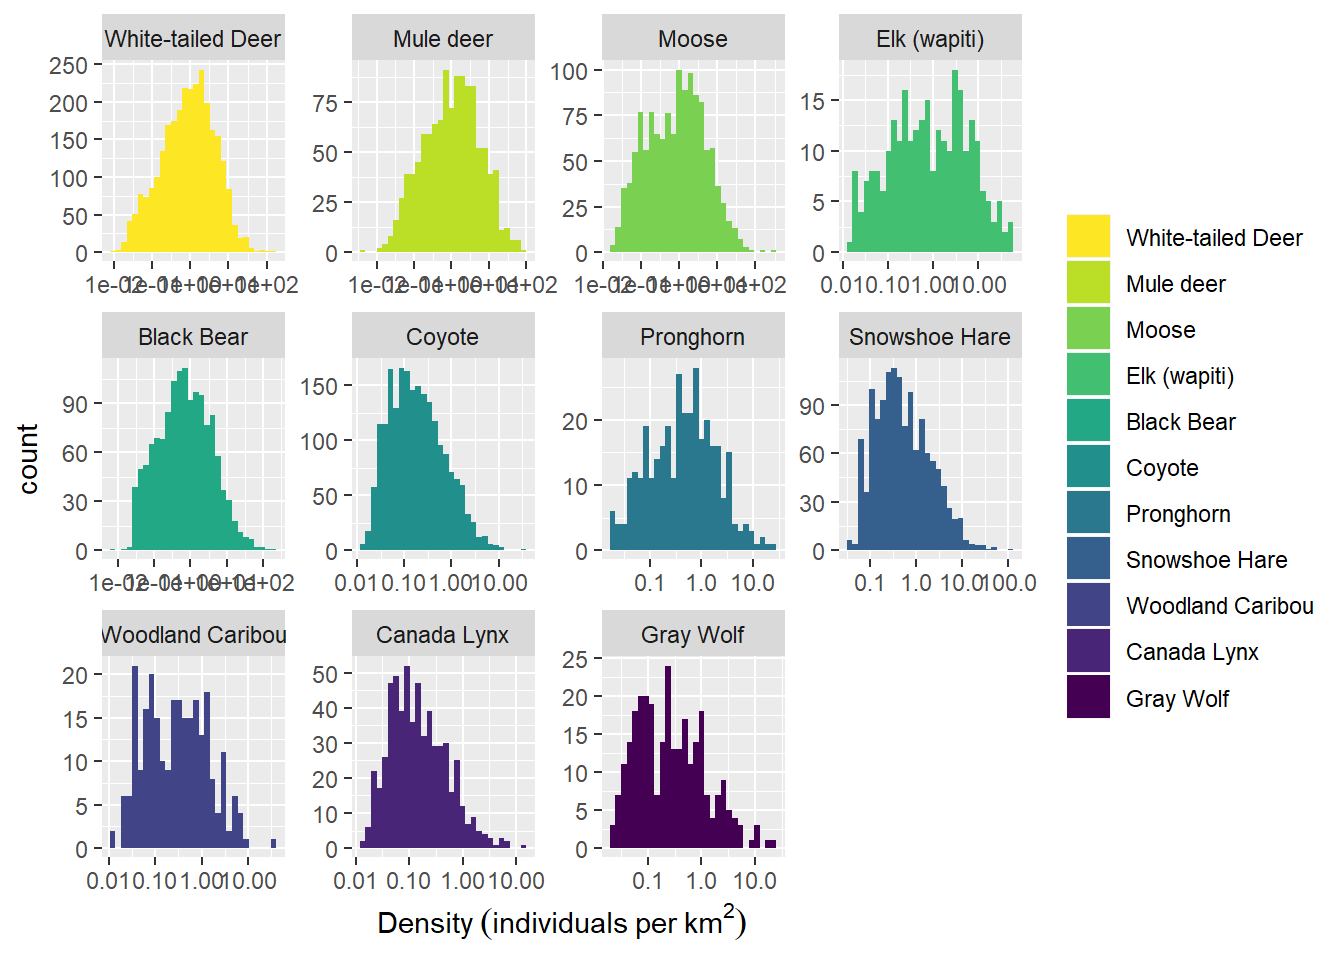 White-tailed Deer
Mule deer
Moose
Elk (wapiti)
250
200
150
100
50
0
75
50
25
0
100
75
50
25
0
15
10
5
0
1e-02 1e-01 1e+00 1e+01 1e+02
1e-02 1e-01 1e+00 1e+01 1e+02
1e-02 1e-01 1e+00 1e+01 1e+02
0.01 0.10 1.00 10.00
Black Bear
Coyote
Pronghorn
Snowshoe Hare
90
60
30
0
150
100
50
0
20
10
0
90
60
30
0
1e-02 1e-01 1e+00 1e+01 1e+02
0.01 0.10 1.00 10.00
0.1 1.0 10.0
0.1 1.0 10.0 100.0
Woodland Caribou
Canada Lynx
Gray Wolf
20
15
10
5
0
50
40
30
20
10
0
25
20
15
10
5
0
0.01 0.10 1.00 10.00
0.01 0.10 1.00 10.00
0.1 1.0 10.0
count
Density (individuals per km²)
White-tailed Deer
Mule deer
Moose
Elk (wapiti)
Black Bear
Coyote
Pronghorn
Snowshoe Hare
Woodland Caribou
Canada Lynx
Gray Wolf